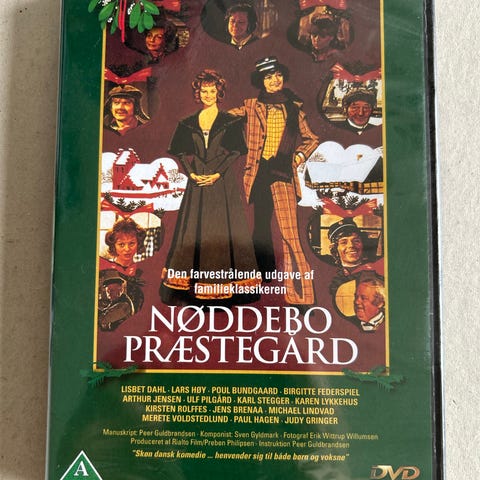 Den farvestrålende udgave af
familieklassikeren
NØDDEBO
PRÆSTEGÅRD
LISBET DAHL · LARS HØY · POUL BUNDGAARD · BIRGITTE FEDERSPIEL
ARTHUR JENSEN · ULF PILGÅRD · KARL STEGGER · KAREN LYKKEHUS
KIRSTEN ROLFFES · JENS BRENAA · MICHAEL LINDVAD
MERETE VOLDSTEDLUND · PAUL HAGEN · JUDY GRINGER
Manuskript: Peer Guldbrandsen · Komponist: Sven Gyldmark · Fotograf Erik Wittrup Willumsen
Produceret af Rialto Film/Preben Philipsen · Instruktion Peer Guldbrandsen
"Skøn dansk komedie ... henvender sig til både børn og voksne"
A
DVD